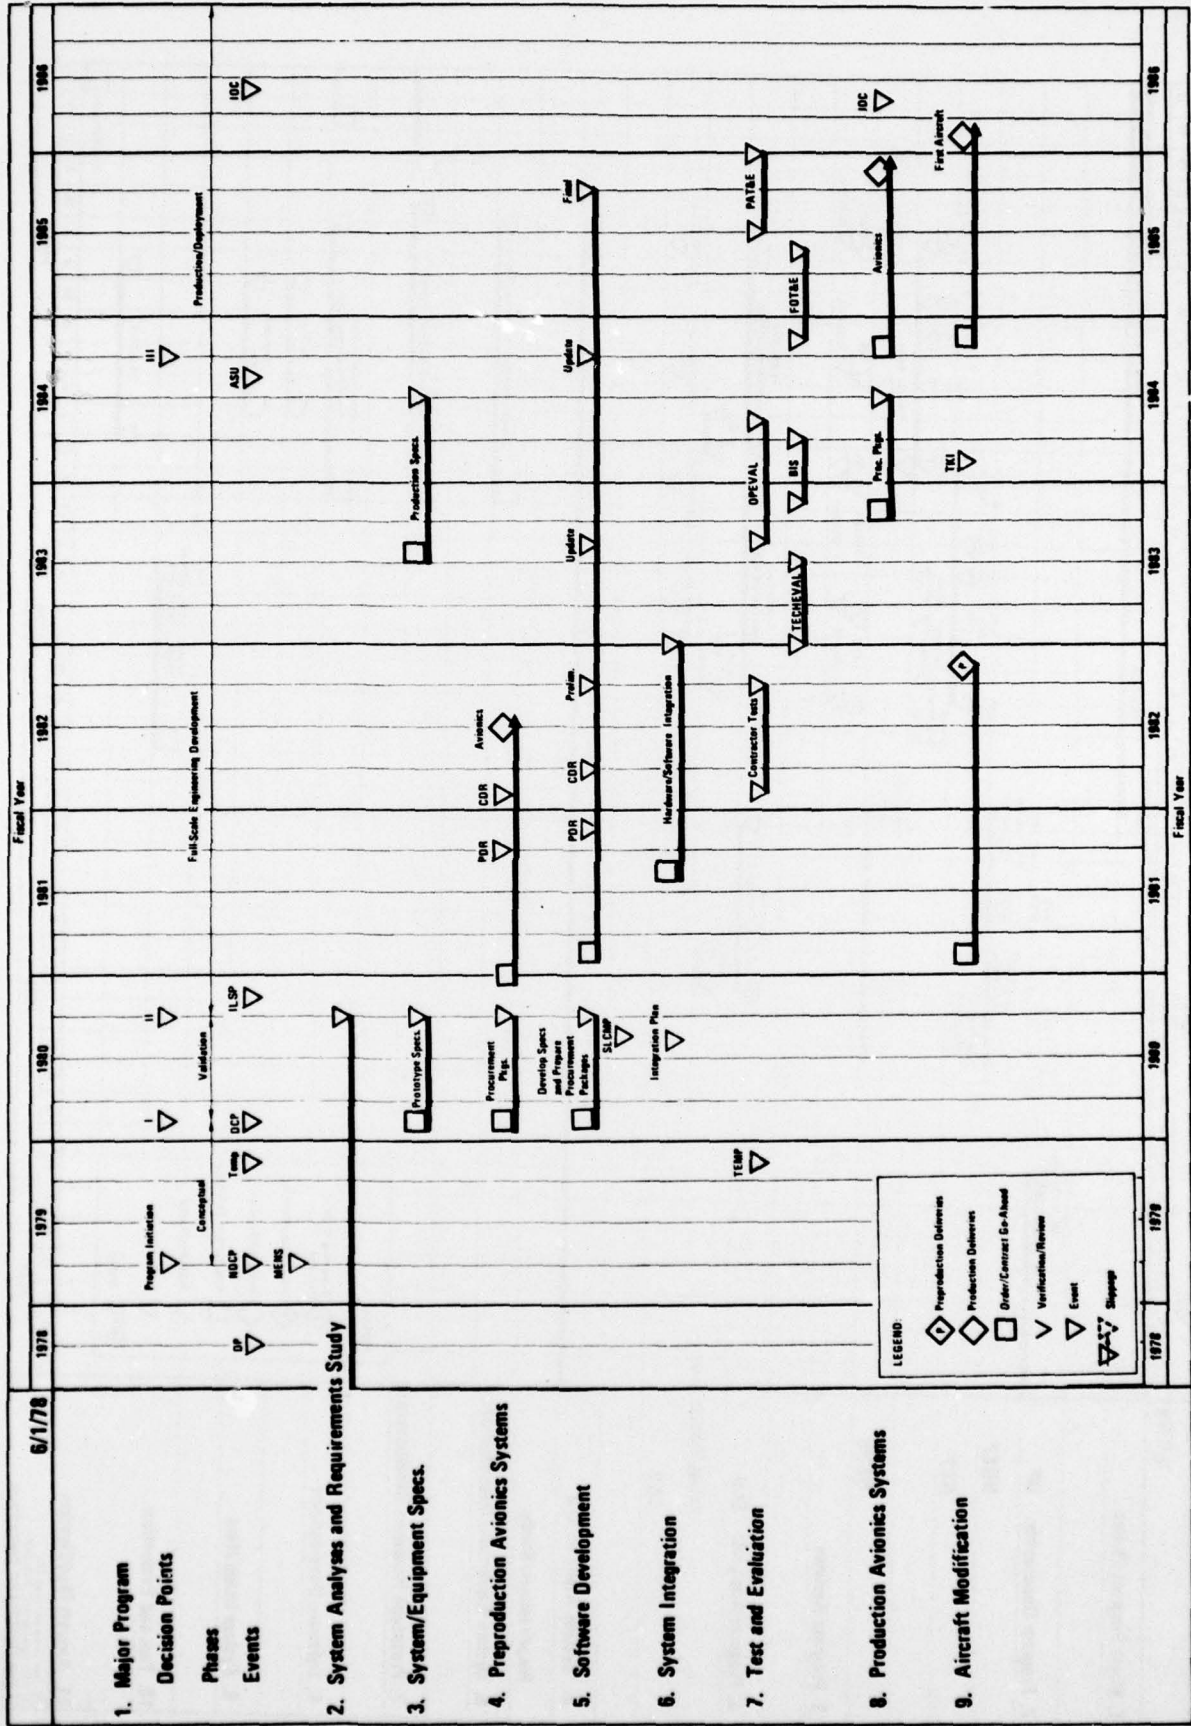 6/1/78
Fiscal Year
1978 1979 1980 1981 1982 1983 1984 1985 1986
1. Major Program
Decision Points
Program Initiation I II III
Phases
Conceptual Validation Full-Scale Engineering Development Production/Deployment
Events
DP NDCP Temp DCP ILSP ASU IOC
MENS
2. System Analyses and Requirements Study
3. System/Equipment Specs.
Prototype Specs. Production Specs.
4. Preproduction Avionics Systems
Procurement
Pkgs.
PDR CDR Avionics
5. Software Development
Develop Specs
and Prepare
Procurement
Packages
PDR CDR Prelim. Update Update Final
SLCMP
6. System Integration
Integration Plan
Hardware/Software Integration
7. Test and Evaluation
TEMP Contractor Tests OPEVAL PAT&E
TECHEVAL BIS FOT&E
8. Production Avionics Systems
Proc. Pkgs. Avionics IOC
9. Aircraft Modification
P TKI First Aircraft
LEGEND:
P Preproduction Deliveries
Production Deliveries
Order/Contract Go-Ahead
Verification/Review
Event
Slippage
1978 1979 1980 1981 1982 1983 1984 1985 1986
Fiscal Year